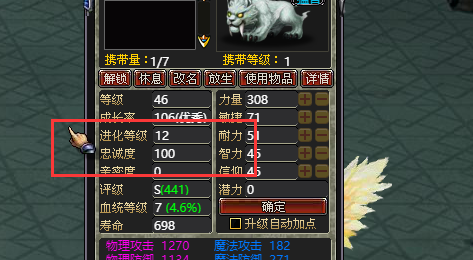 携带量：1/7 携带等级：1
解锁 休息 改名 放生 使用物品 详情
等级 46 力量 308
成长率 106(优秀) 敏捷 71
进化等级 12 耐力 51
忠诚度 100 智力 45
亲密度 0 信仰 45
评级 S(441) 潜力 0
血统等级 7 (4.6%) 确定
寿命 698 升级自动加点
物理攻击 1270 魔法攻击 182
物理防御 1134 魔法防御 271